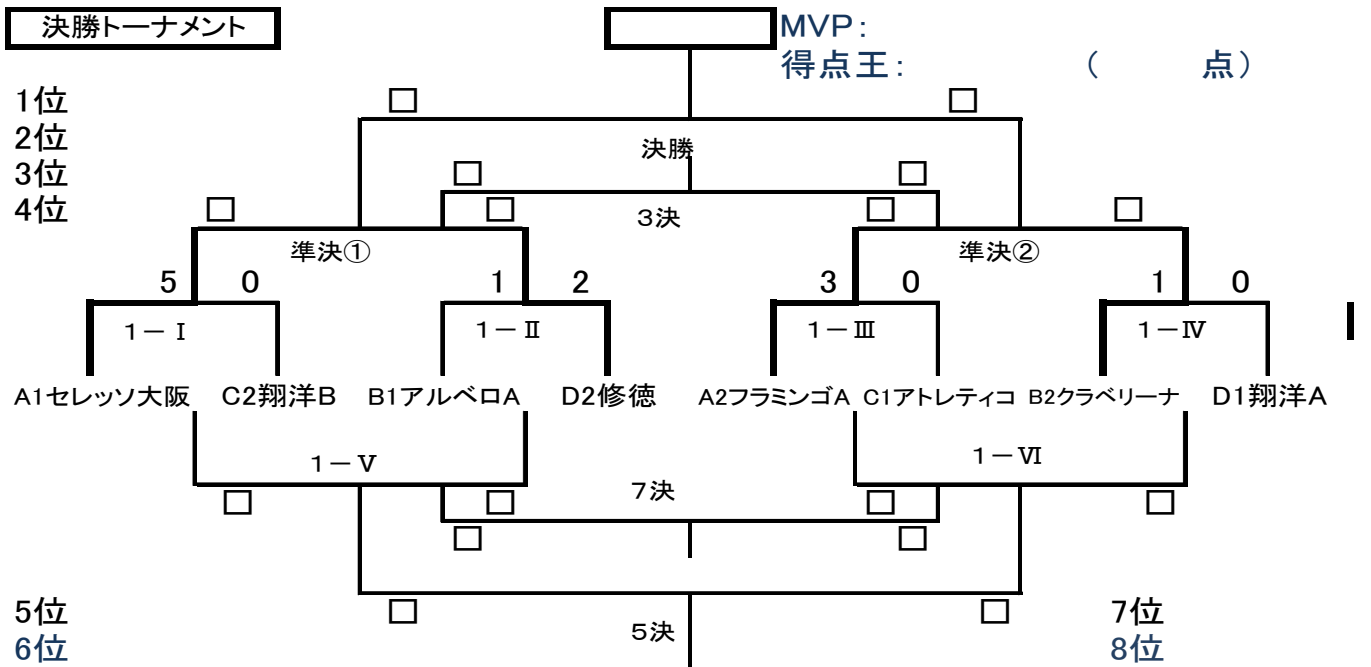 決勝トーナメント
MVP:
得点王: ( 点)
1位
2位
決勝
3位
4位
3決
準決① 準決②
5 0 1 2 3 0 1 0
1-Ⅰ 1-Ⅱ 1-Ⅲ 1-Ⅳ
A1セレッソ大阪 C2翔洋B B1アルベロA D2修徳 A2フラミンゴA C1アトレティコ B2クラベリーナ D1翔洋A
1-Ⅴ 1-Ⅵ
7決
5位 7位
5決
6位 8位